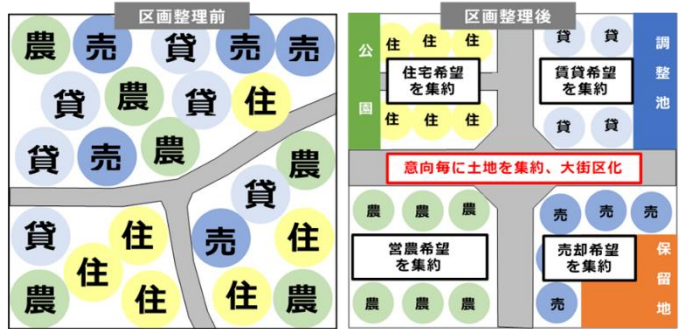 区画整理前
農 売 貸 売 売
貸 農 貸 住
貸 売 農
貸
貸 住 売 住
住
農 住 住 農
区画整理後
公園
住 住 住
住宅希望
を集約
住 住 住
貸 貸
賃貸希望
を集約
貸 貸
調整池
意向毎に土地を集約、大街区化
農 農 農
営農希望
を集約
農 農 農
売 売 売
売却希望
を集約
売
保留地